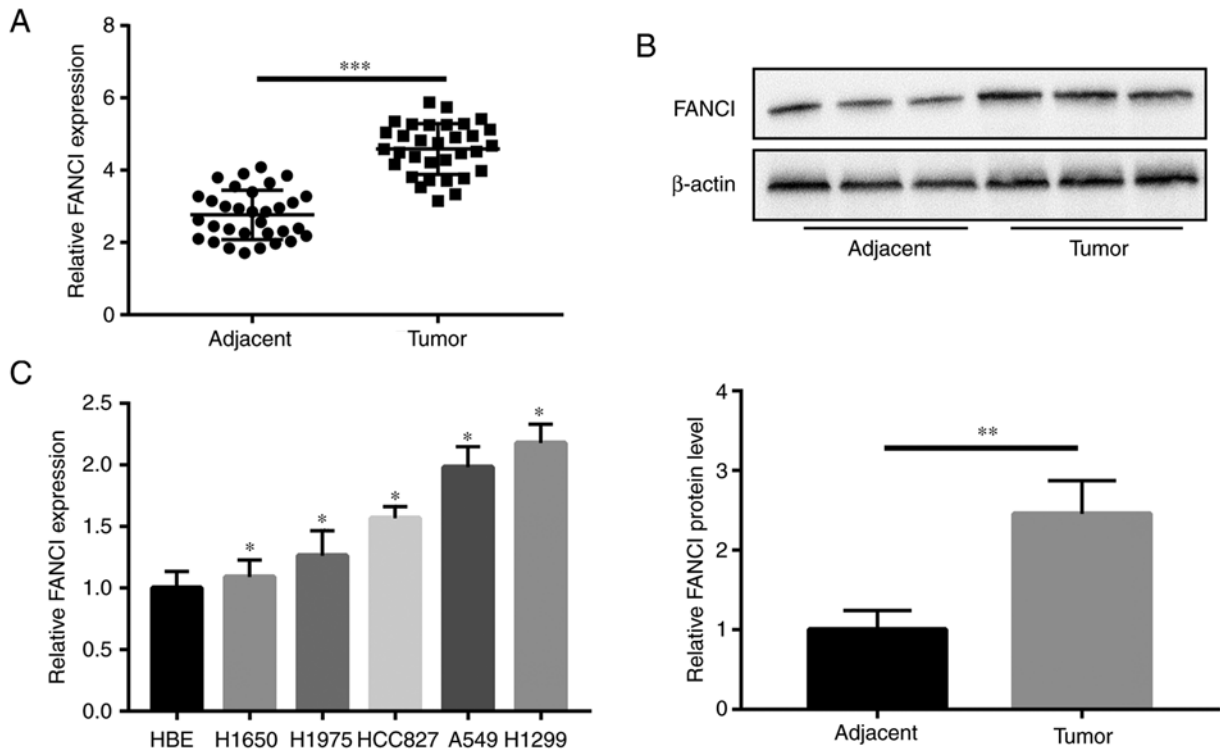 A
8
6
4
2
0
Relative FANCI expression
***
Adjacent Tumor
B
FANCI
β-actin
Adjacent Tumor
C
2.5
2.0
1.5
1.0
0.5
0.0
Relative FANCI expression
* * * * *
HBE H1650 H1975 HCC827 A549 H1299
4
3
2
1
0
Relative FANCI protein level
**
Adjacent Tumor